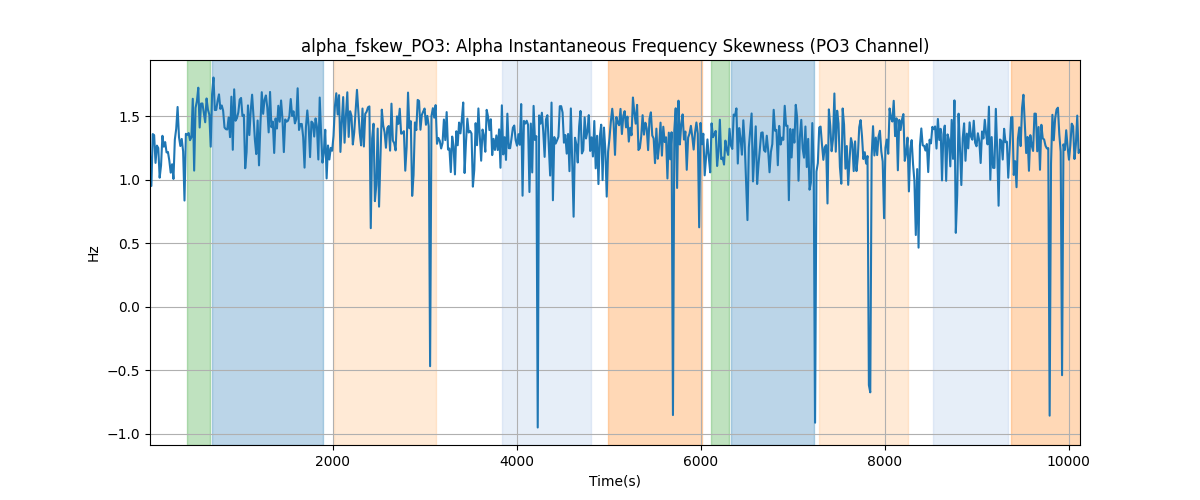 alpha_fskew_PO3: Alpha Instantaneous Frequency Skewness (PO3 Channel)
1.5
1.0
0.5
0.0
−0.5
−1.0
Hz
2000 4000 6000 8000 10000
Time(s)